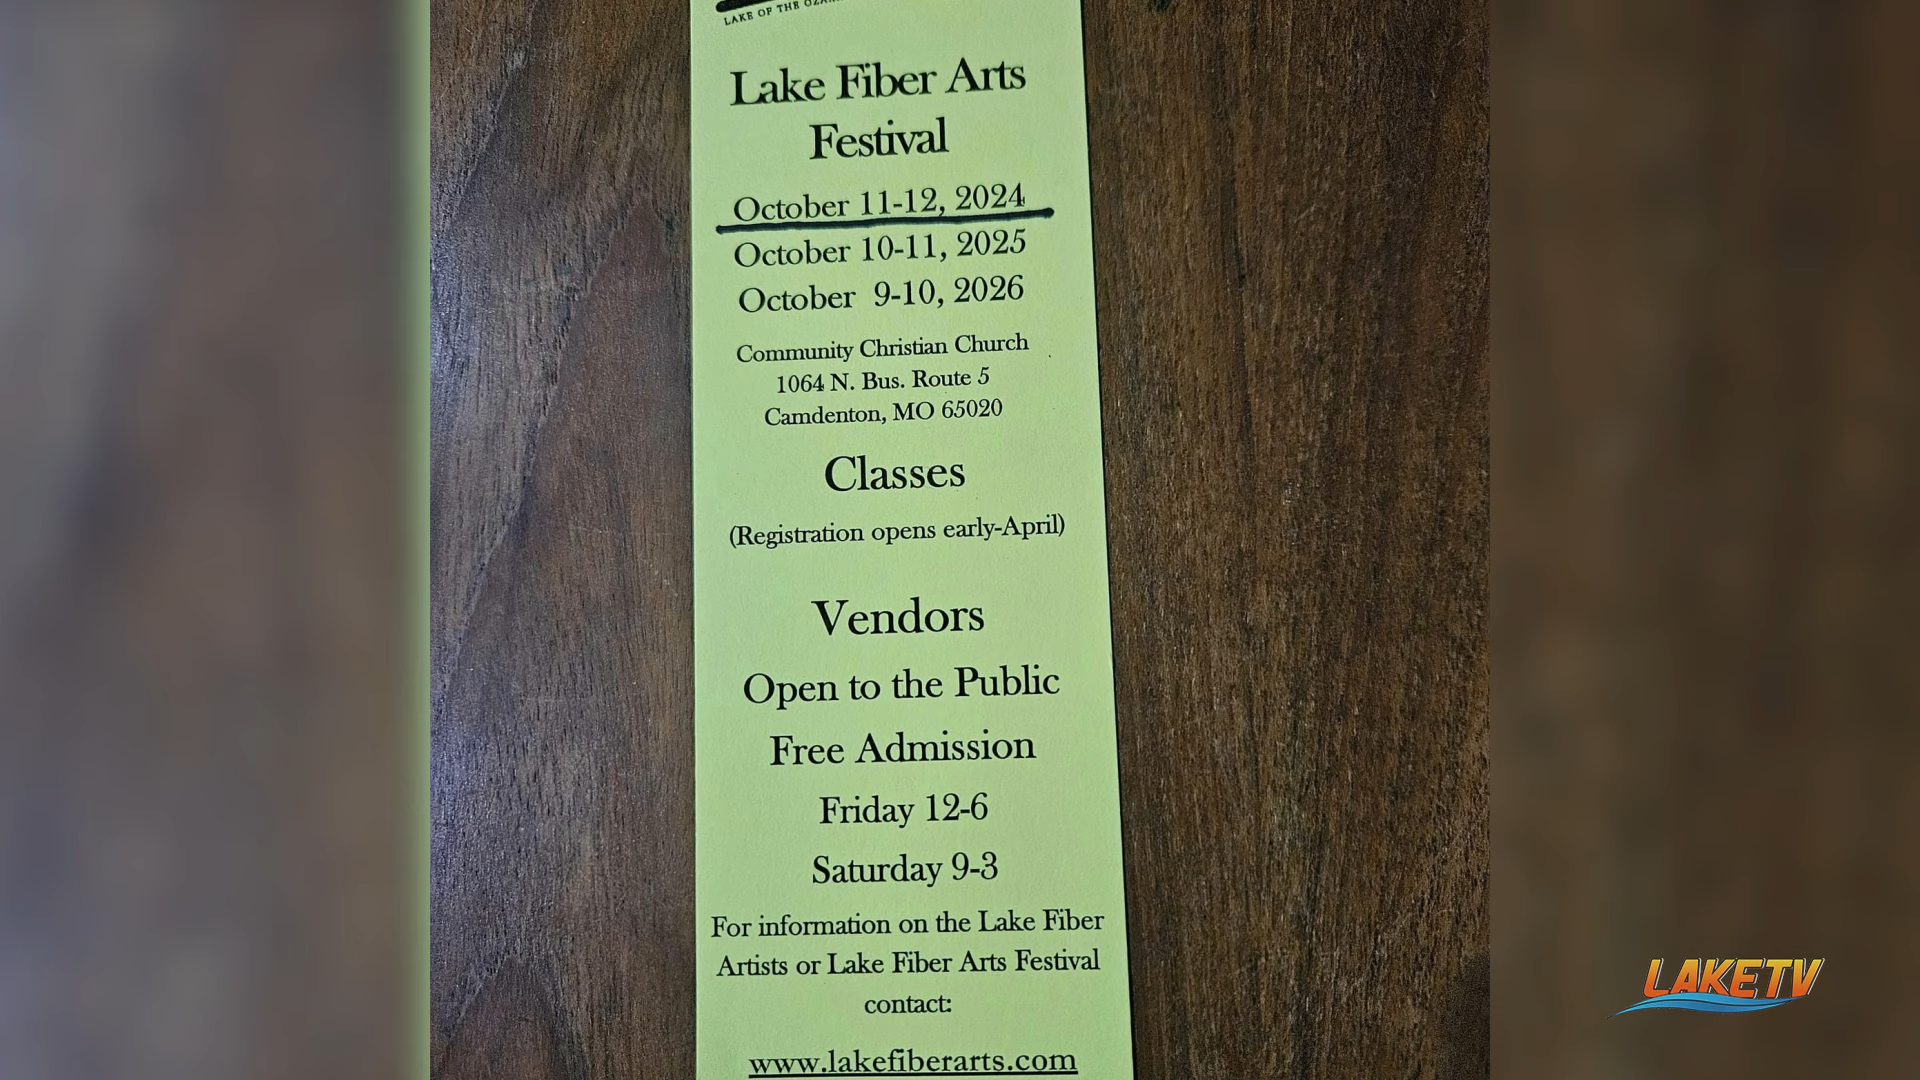 LAKE OF THE
Lake Fiber Arts
Festival
October 11-12, 2024
October 10-11, 2025
October 9-10, 2026
Community Christian Church
1064 N. Bus. Route 5
Camdenton, MO 65020
Classes
(Registration opens early-April)
Vendors
Open to the Public
Free Admission
Friday 12-6
Saturday 9-3
For information on the Lake Fiber
Artists or Lake Fiber Arts Festival
contact:
www.lakefiberarts.com
LAKETV